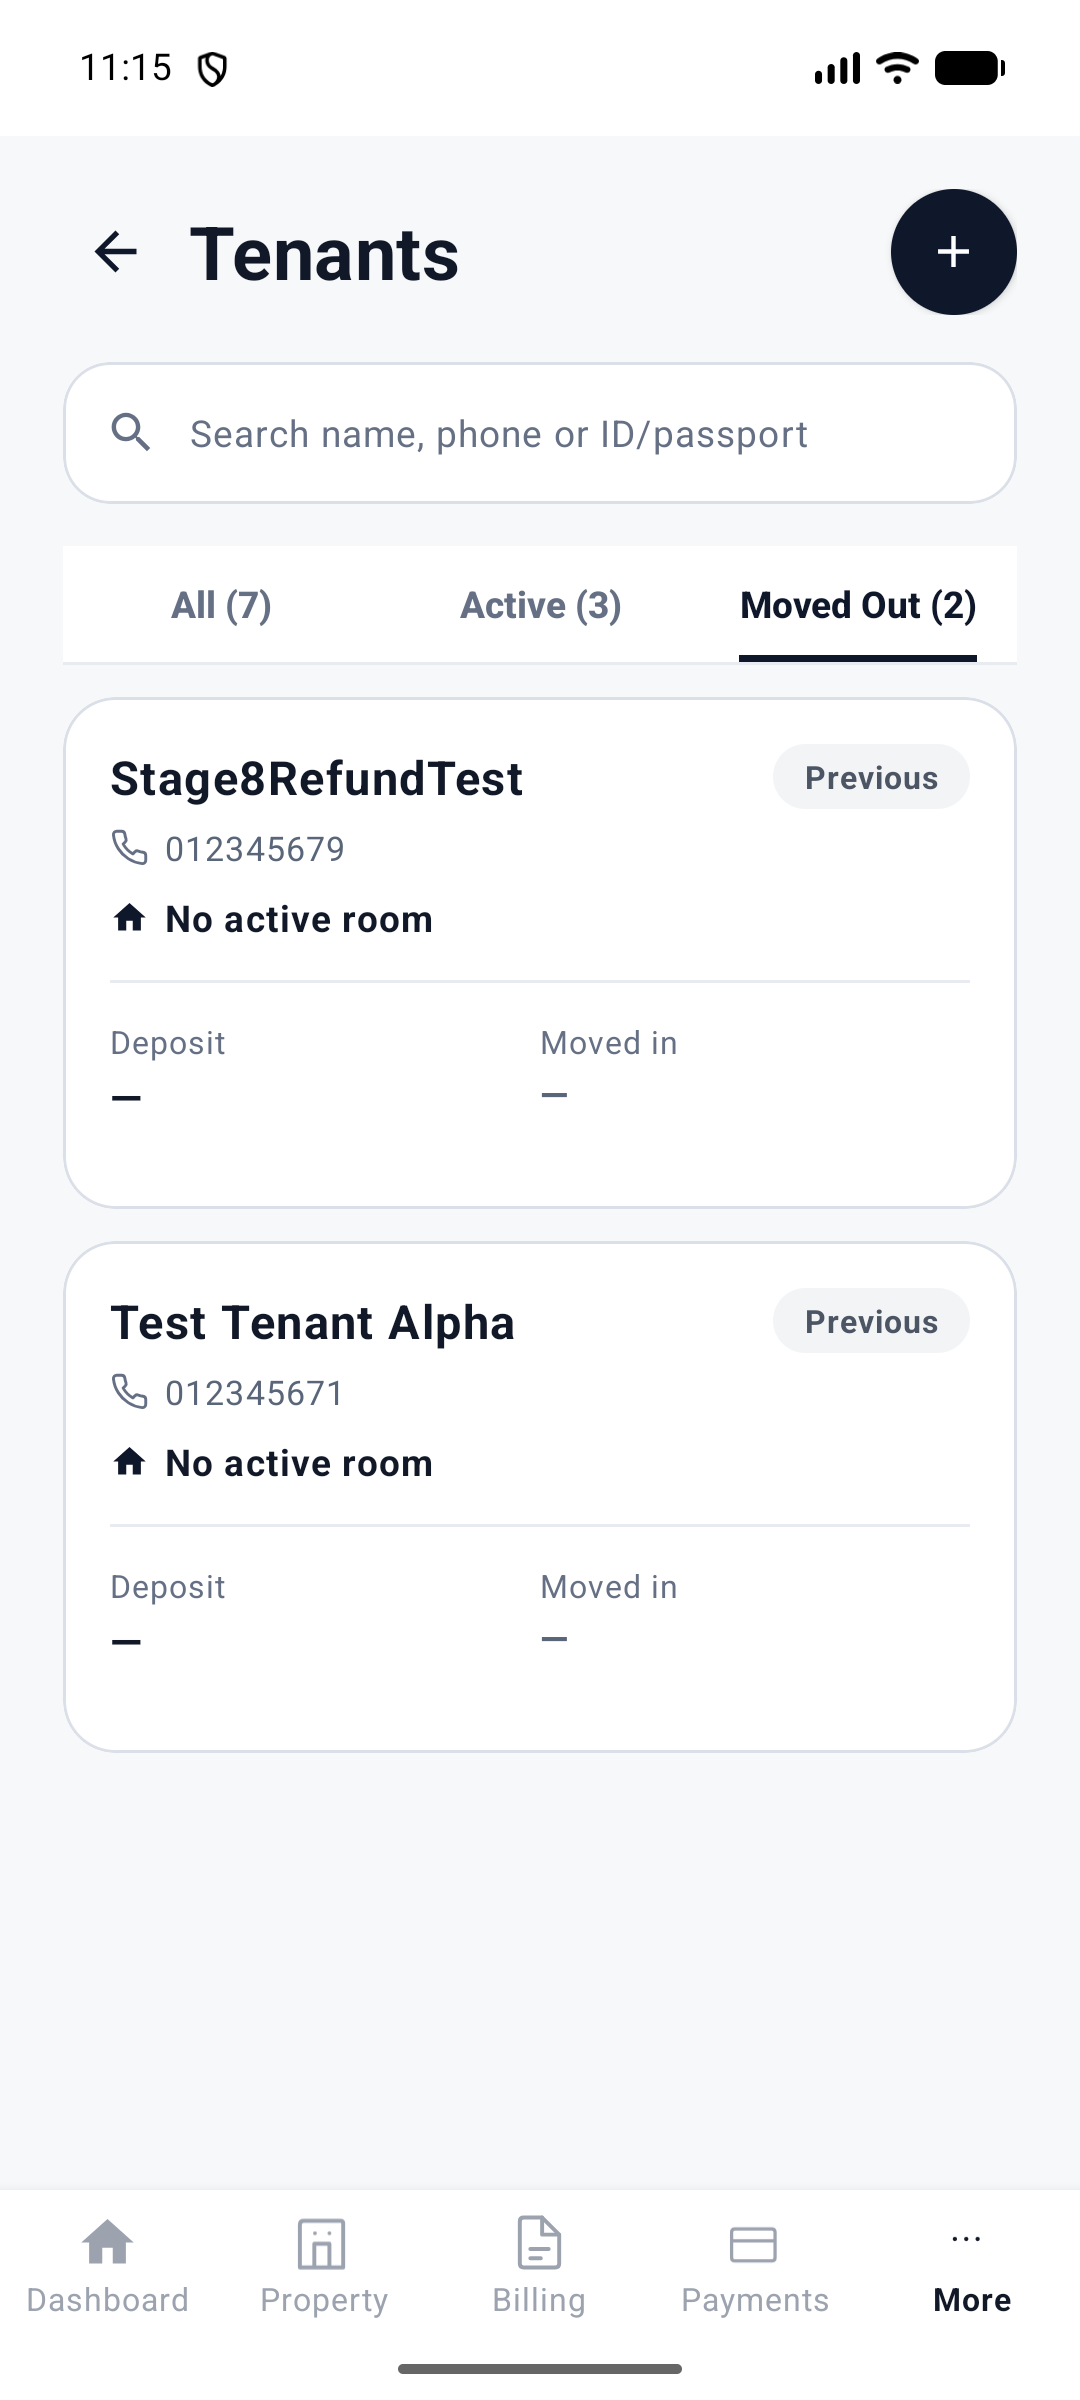 11:15
Tenants
Search name, phone or ID/passport
All (7) Active (3) Moved Out (2)
Stage8RefundTest Previous
012345679
No active room
Deposit Moved in
— —
Test Tenant Alpha Previous
012345671
No active room
Deposit Moved in
— —
Dashboard Property Billing Payments More